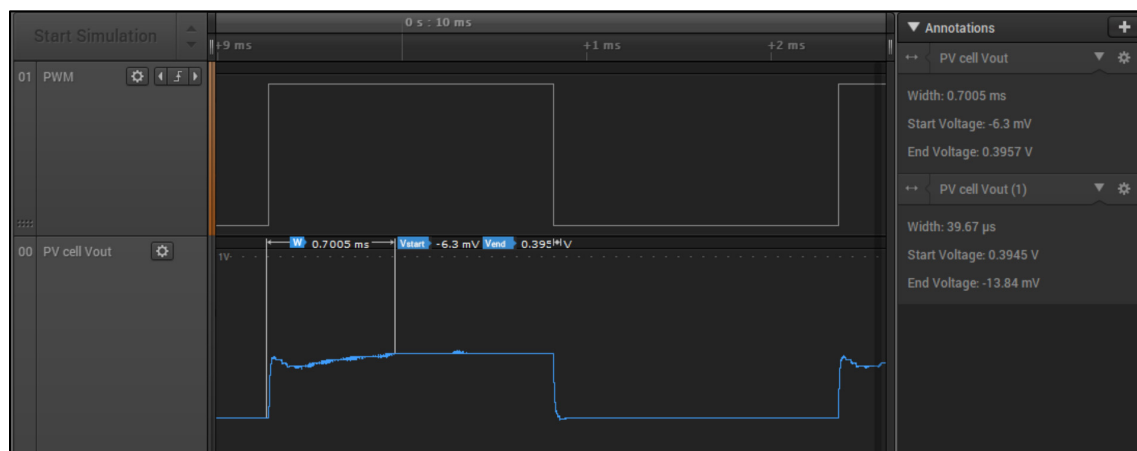 Start Simulation
0 s : 10 ms
+9 ms
+1 ms
+2 ms
01 PWM
00 PV cell Vout
1V
W 0.7005 ms Vstart -6.3 mV Vend 0.395 V
Annotations
PV cell Vout
Width: 0.7005 ms
Start Voltage: -6.3 mV
End Voltage: 0.3957 V
PV cell Vout (1)
Width: 39.67 µs
Start Voltage: 0.3945 V
End Voltage: -13.84 mV